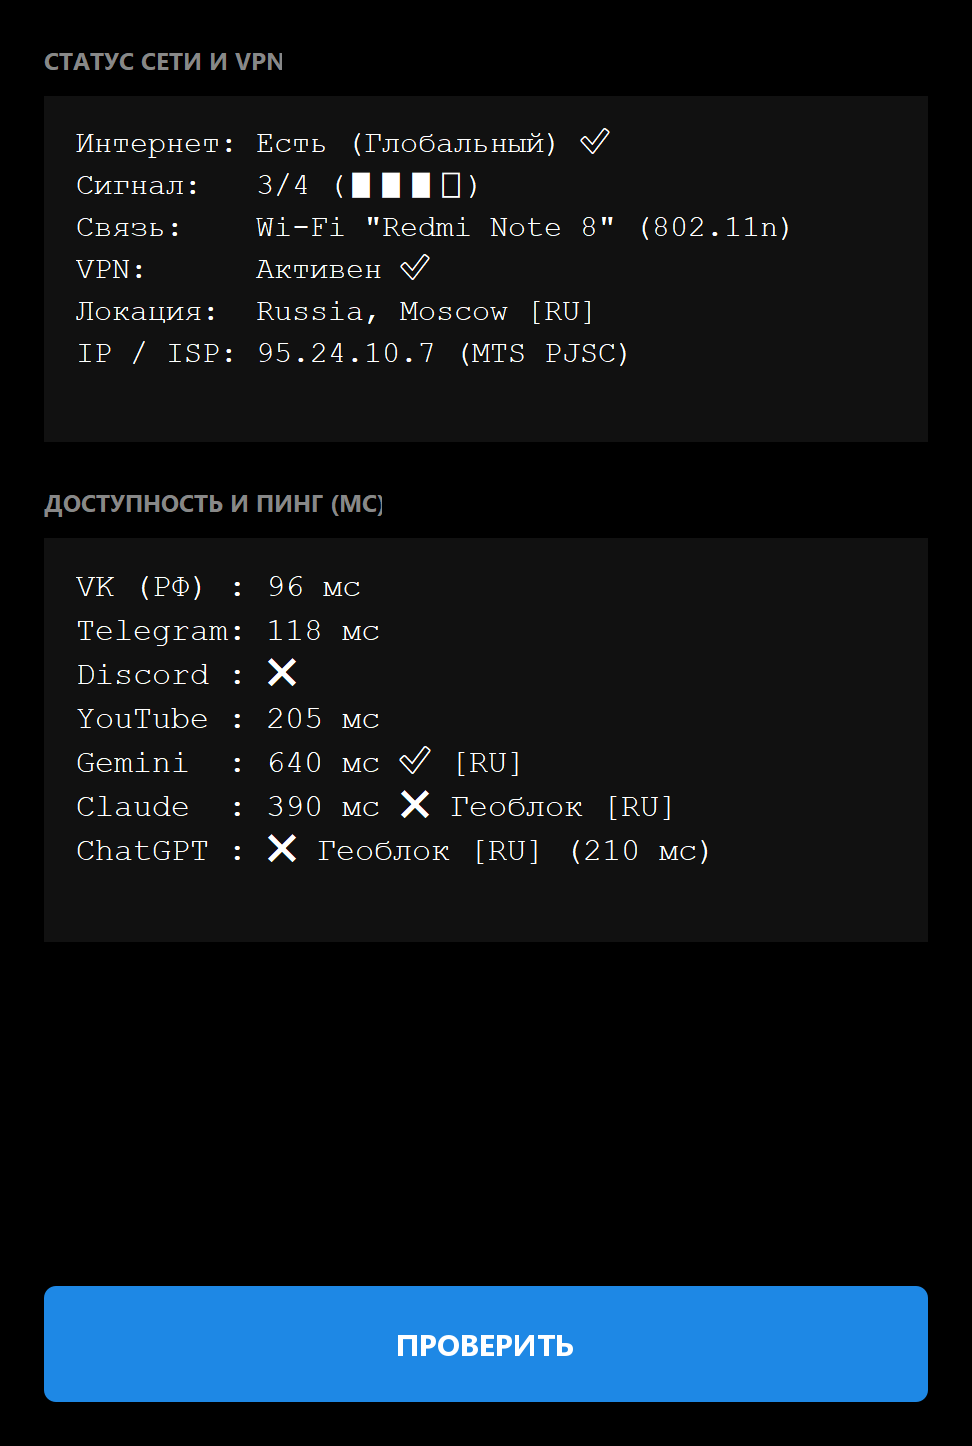 СТАТУС СЕТИ И VPN
Интернет: Есть (Глобальный) ✓
Сигнал: 3/4 (■■■□)
Связь: Wi-Fi "Redmi Note 8" (802.11n)
VPN: Активен ✓
Локация: Russia, Moscow [RU]
IP / ISP: 95.24.10.7 (MTS PJSC)
ДОСТУПНОСТЬ И ПИНГ (МС)
VK (РФ) : 96 мс
Telegram: 118 мс
Discord : ✕
YouTube : 205 мс
Gemini : 640 мс ✓ [RU]
Claude : 390 мс ✕ Геоблок [RU]
ChatGPT : ✕ Геоблок [RU] (210 мс)
ПРОВЕРИТЬ